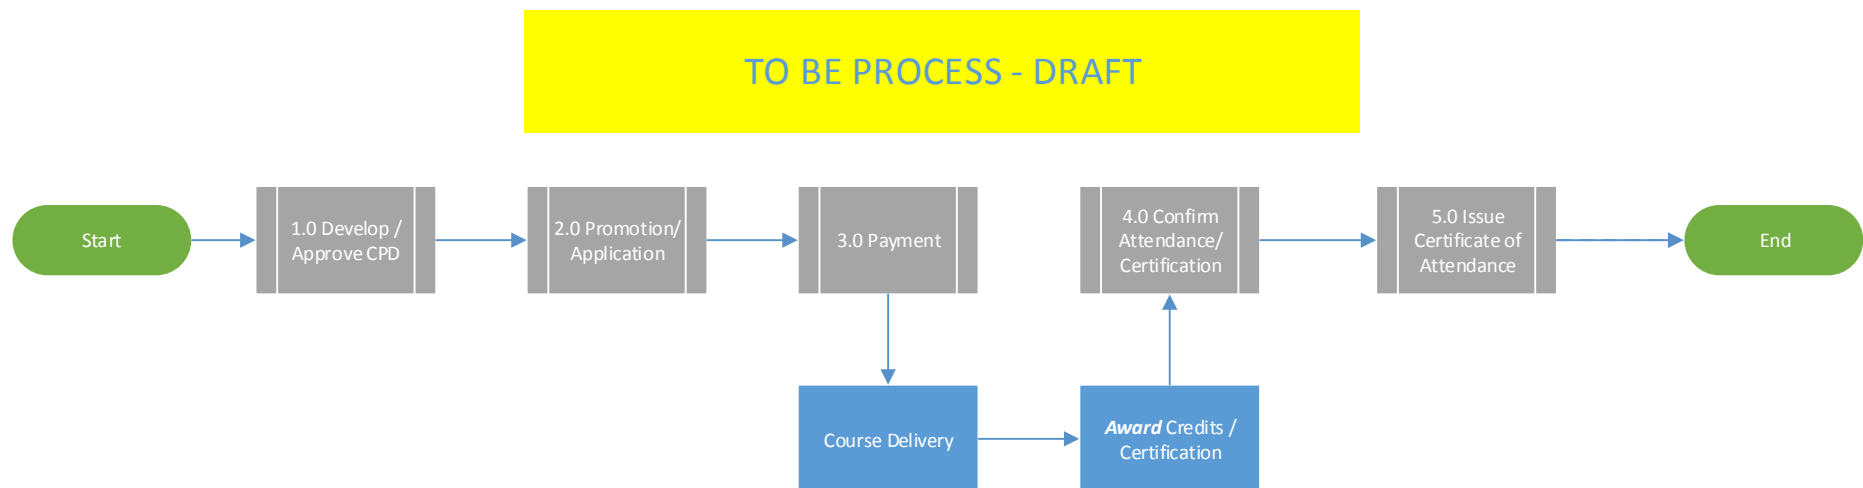 TO BE PROCESS - DRAFT
Start
1.0 Develop /
Approve CPD
2.0 Promotion/
Application
3.0 Payment
4.0 Confirm
Attendance/
Certification
5.0 Issue
Certificate of
Attendance
End
Course Delivery
Award Credits /
Certification